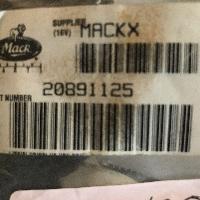 Mack
SUPPLIER
(16V) MACKX
20891125
T NUMBER